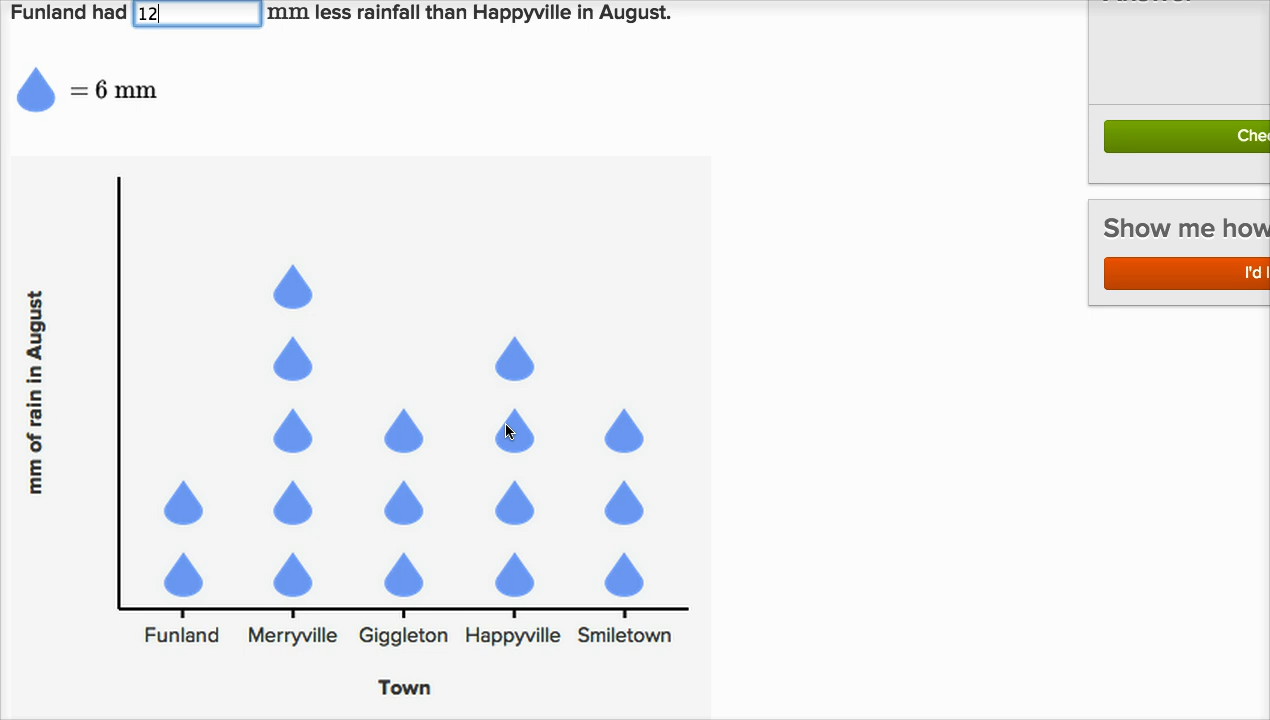 Funland had 12 mm less rainfall than Happyville in August.
= 6 mm
Show me how
mm of rain in August
Funland Merryville Giggleton Happyville Smiletown
Town